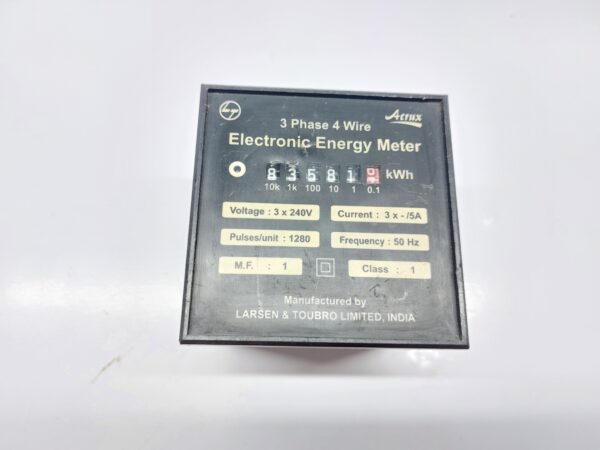 Acrux
3 Phase 4 Wire
Electronic Energy Meter
8 3 5 8 1 kWh
10k 1k 100 10 1 0.1
Voltage : 3 x 240V
Current : 3 x - /5A
Pulses/unit : 1280
Frequency : 50 Hz
M.F. : 1
Class : 1
Manufactured by
LARSEN & TOUBRO LIMITED, INDIA